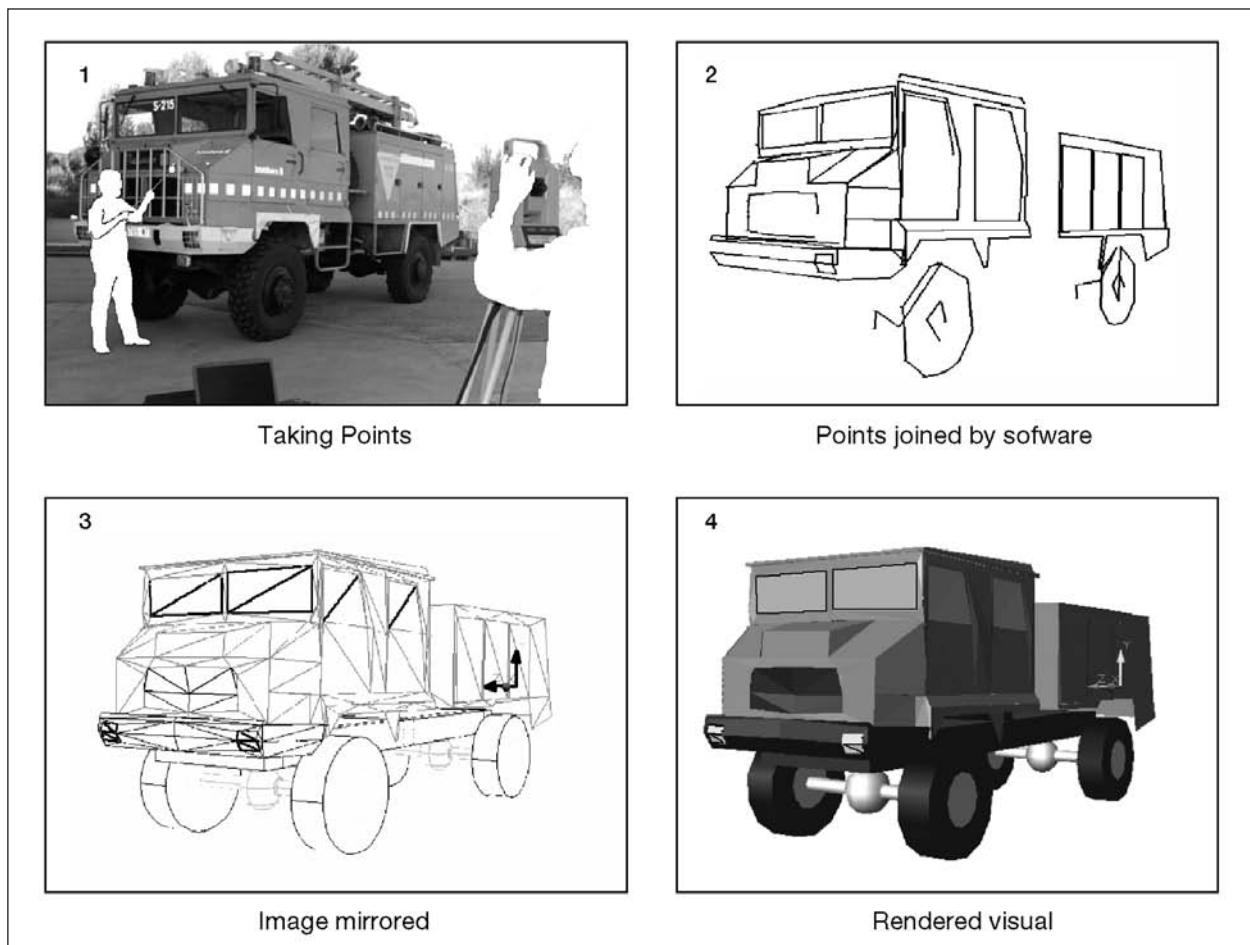 1
S-215
Taking Points
2
Points joined by sofware
3
Image mirrored
4
Rendered visual